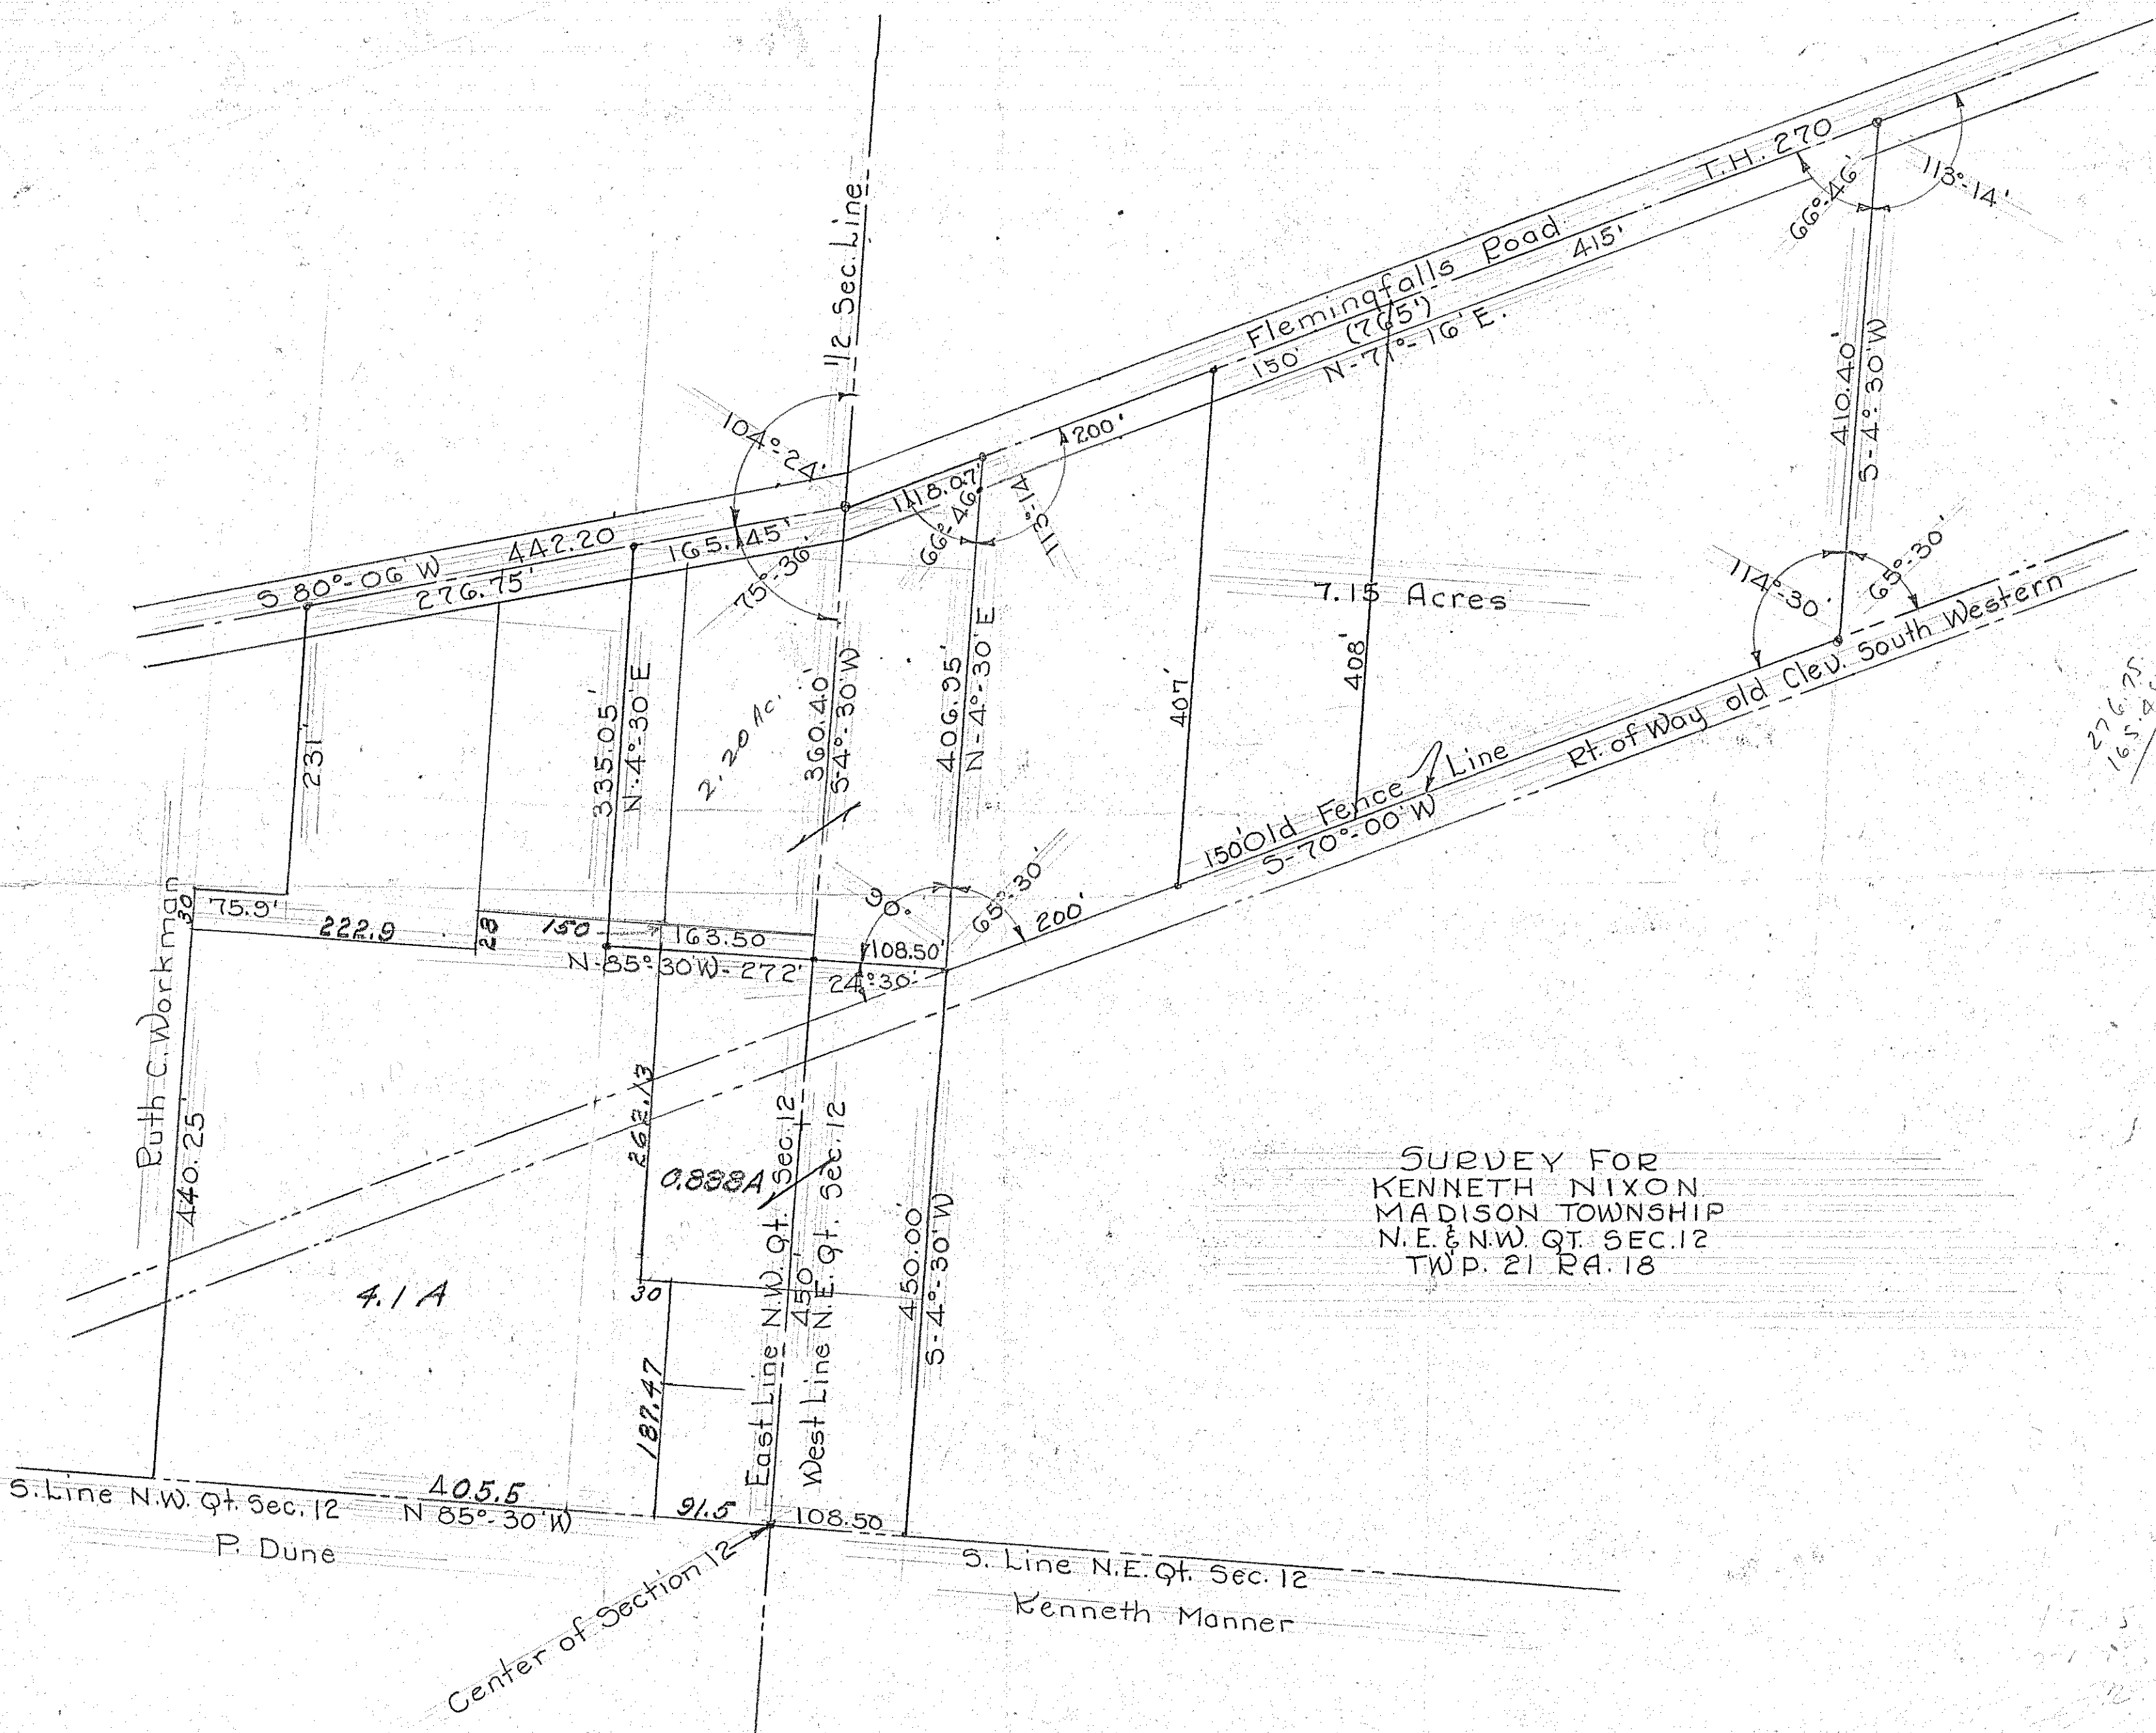 1/2 Sec. Line
T.H. 270
113°-14'
66°-46'
Flemingfalls Road
415'
(765')
150'
N-71°-16' E.
410.40'
S-4°-30' W
104°-24'
200'
118.07'
66°-46'
113°-14'
S 80°-06 W
442.20'
165.45'
276.75'
75°-36'
114°-30'
65°-30'
7.15 Acres
231'
335.05'
N-4°-30' E
2.20 Ac.
360.40'
S-4°-30' W
406.95'
N-4°-30' E
407'
408'
Old Fence Line
Rt. of Way old Clev. South Western
150'
S-70°-00' W
276.75
Ruth C. Workman
30
75.9'
222.9
28
150
163.50
90°
65°-30'
200'
108.50'
N-85°30'W-272'
24°30'
440.25'
262.13
0.888A
East Line N.W. Qt. Sec. 12
450'
West Line N.E. Qt. Sec. 12
450.00'
S-4°-30' W
4.1 A
30
187.47
SURVEY FOR
KENNETH NIXON
MADISON TOWNSHIP
N.E. & N.W. QT. SEC. 12
TWP. 21 RA. 18
S. Line N.W. Qt. Sec. 12
405.5
N 85°-30' W
91.5
108.50
P. Dune
Center of Section 12
S. Line N.E. Qt. Sec. 12
Kenneth Manner